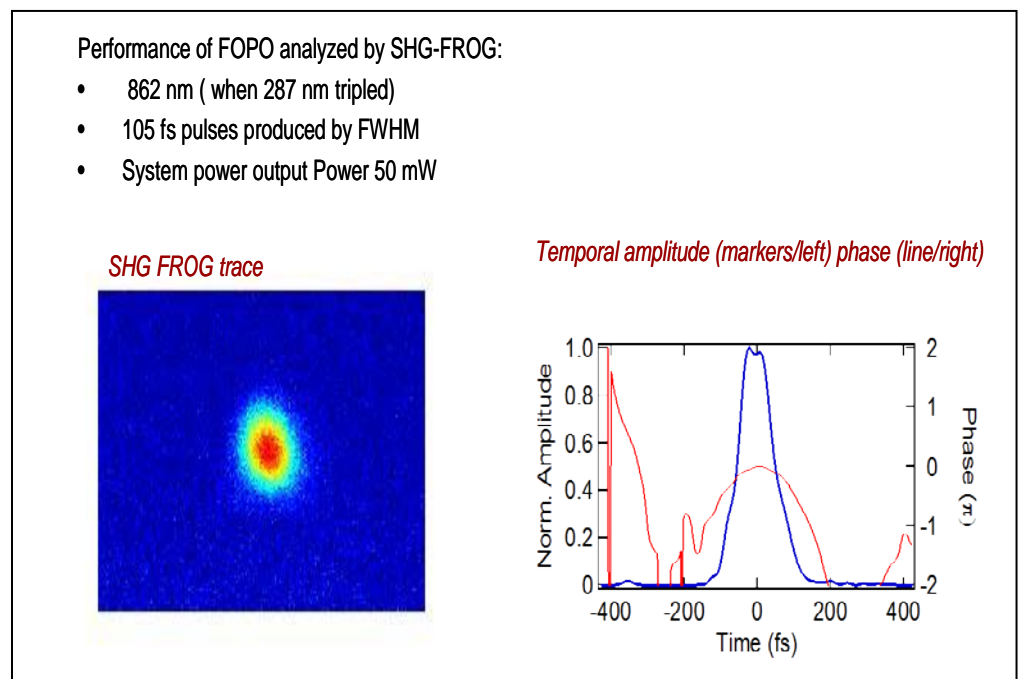 Performance of FOPO analyzed by SHG-FROG:
• 862 nm ( when 287 nm tripled)
• 105 fs pulses produced by FWHM
• System power output Power 50 mW
SHG FROG trace
Temporal amplitude (markers/left) phase (line/right)
1.0
0.8
0.6
0.4
0.2
0
Norm. Amplitude
2
1
0
-1
-2
Phase (π)
-400 -200 0 200 400
Time (fs)